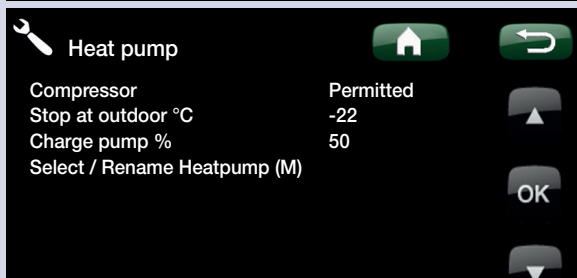 Heat pump
Compressor Permitted
Stop at outdoor °C -22
Charge pump % 50
Select / Rename Heatpump (M)
OK